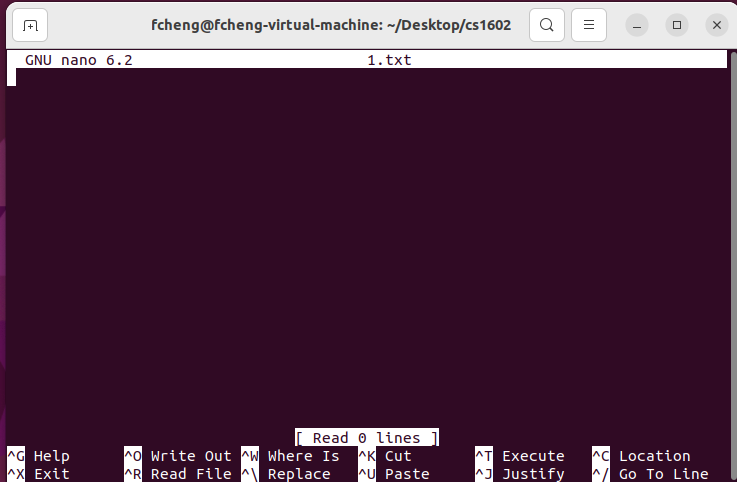 fcheng@fcheng-virtual-machine: ~/Desktop/cs1602
GNU nano 6.2 1.txt
[ Read 0 lines ]
^G Help ^O Write Out ^W Where Is ^K Cut ^T Execute ^C Location
^X Exit ^R Read File ^\ Replace ^U Paste ^J Justify ^/ Go To Line